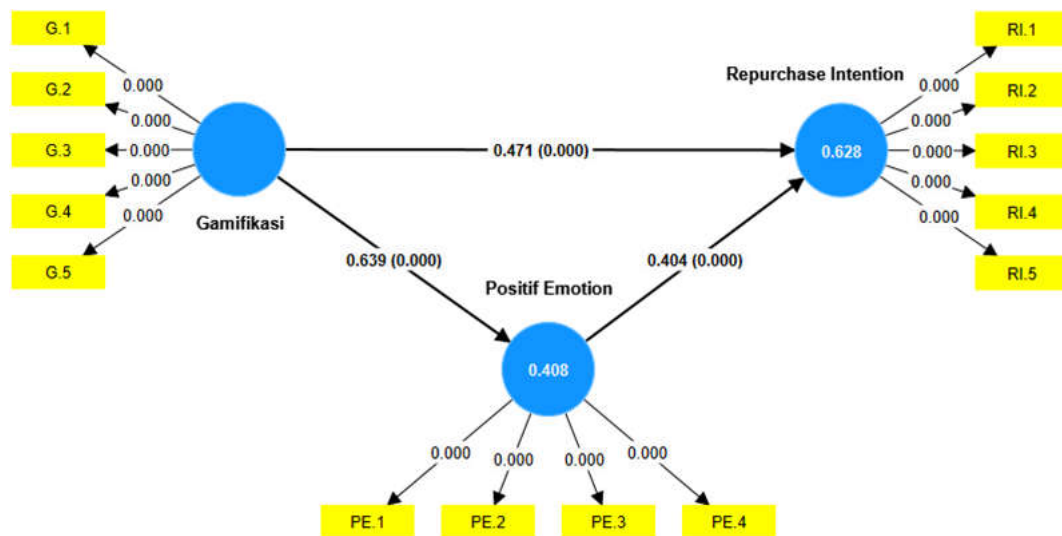 G.1
G.2
G.3
G.4
G.5
0.000
0.000
0.000
0.000
0.000
Gamifikasi
0.471 (0.000)
0.639 (0.000)
0.404 (0.000)
Repurchase Intention
0.628
0.000
0.000
0.000
0.000
0.000
RI.1
RI.2
RI.3
RI.4
RI.5
Positif Emotion
0.408
0.000
0.000
0.000
0.000
PE.1
PE.2
PE.3
PE.4